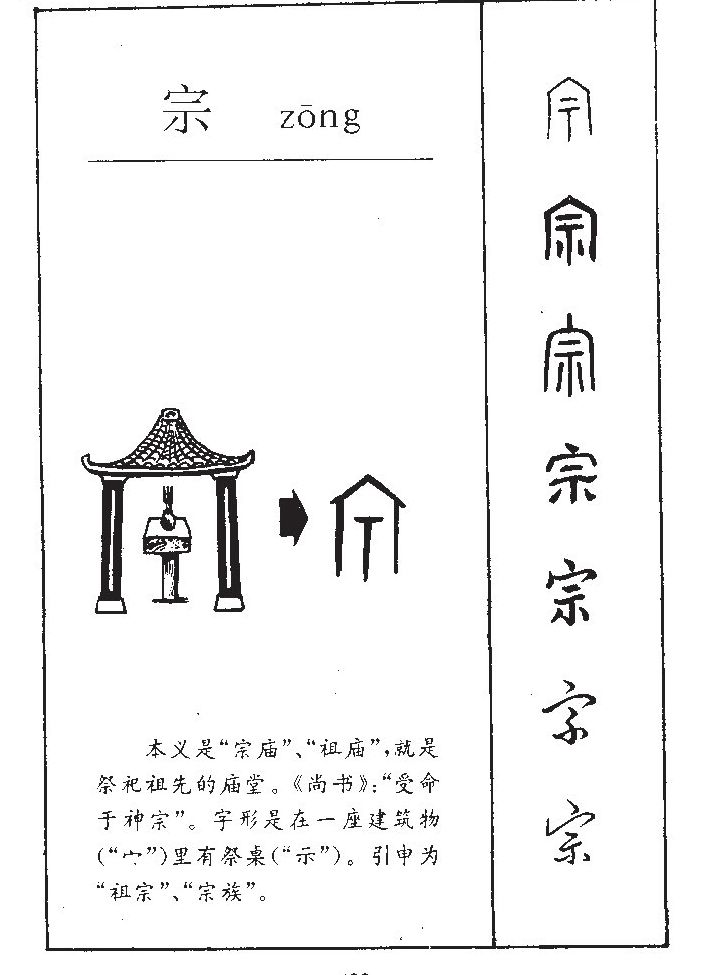 宗 zōng
本义是“宗庙”、“祖庙”,就是
祭祀祖先的庙堂。《尚书》:“受命
于神宗”。字形是在一座建筑物
(“宀”)里有祭桌(“示”)。引申为
“祖宗”、“宗族”。
宗
宗
宗
宗
宗
宗
宗